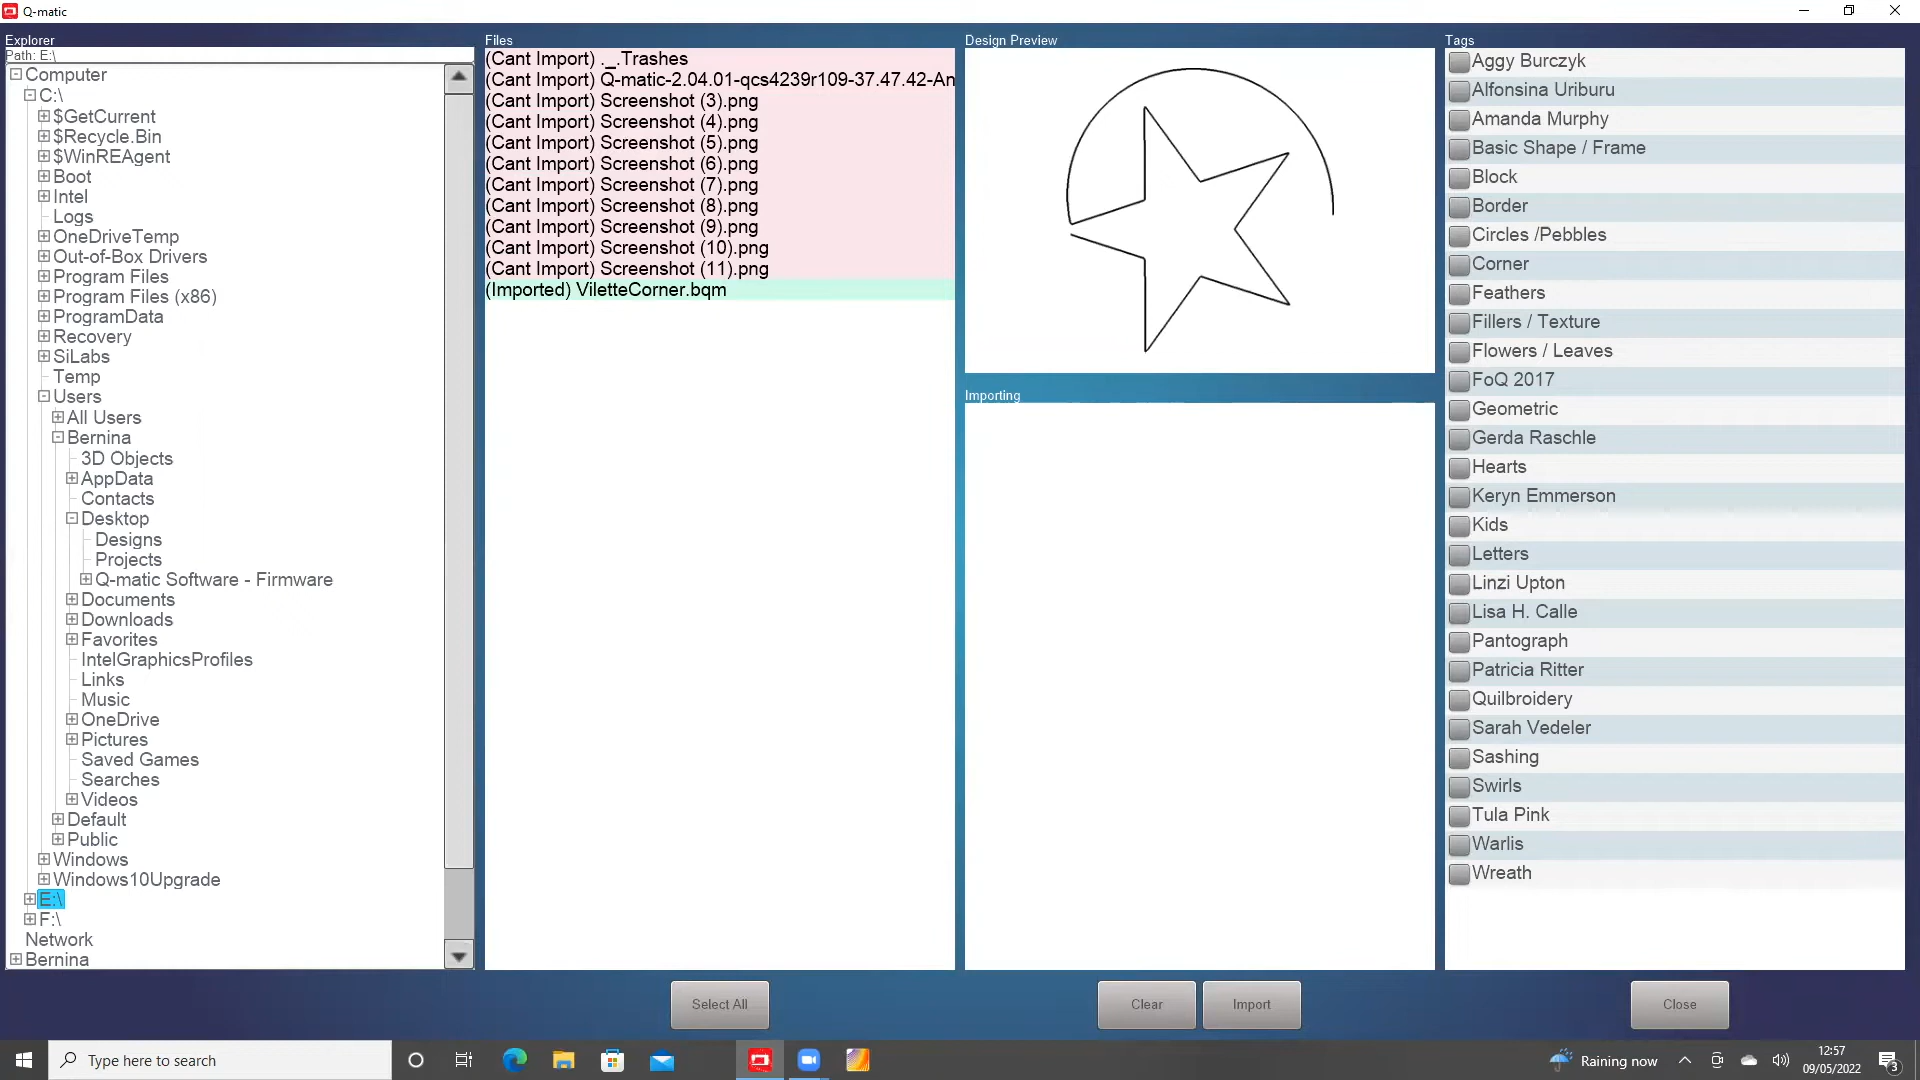 Q-matic
Explorer
Path: E:\
Computer
C:\
$GetCurrent
$Recycle.Bin
$WinREAgent
Boot
Intel
Logs
OneDriveTemp
Out-of-Box Drivers
Program Files
Program Files (x86)
ProgramData
Recovery
SiLabs
Temp
Users
All Users
Bernina
3D Objects
AppData
Contacts
Desktop
Designs
Projects
Q-matic Software - Firmware
Documents
Downloads
Favorites
IntelGraphicsProfiles
Links
Music
OneDrive
Pictures
Saved Games
Searches
Videos
Default
Public
Windows
Windows10Upgrade
E:\
F:\
Network
Bernina
Files
(Cant Import) ._.Trashes
(Cant Import) Q-matic-2.04.01-qcs4239r109-37.47.42-An
(Cant Import) Screenshot (3).png
(Cant Import) Screenshot (4).png
(Cant Import) Screenshot (5).png
(Cant Import) Screenshot (6).png
(Cant Import) Screenshot (7).png
(Cant Import) Screenshot (8).png
(Cant Import) Screenshot (9).png
(Cant Import) Screenshot (10).png
(Cant Import) Screenshot (11).png
(Imported) ViletteCorner.bqm
Select All
Design Preview
Importing
Clear
Import
Tags
Aggy Burczyk
Alfonsina Uriburu
Amanda Murphy
Basic Shape / Frame
Block
Border
Circles /Pebbles
Corner
Feathers
Fillers / Texture
Flowers / Leaves
FoQ 2017
Geometric
Gerda Raschle
Hearts
Keryn Emmerson
Kids
Letters
Linzi Upton
Lisa H. Calle
Pantograph
Patricia Ritter
Quilbroidery
Sarah Vedeler
Sashing
Swirls
Tula Pink
Warlis
Wreath
Close
Type here to search
Raining now
12:57
09/05/2022
3